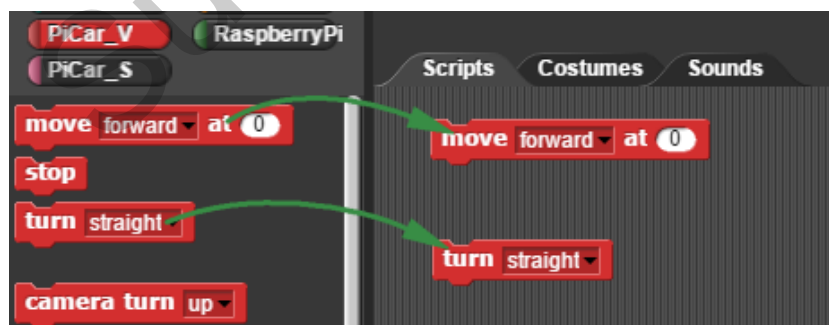 PiCar_V RaspberryPi
PiCar_S
Scripts Costumes Sounds
move forward at 0
stop
turn straight
camera turn up
move forward at 0
turn straight